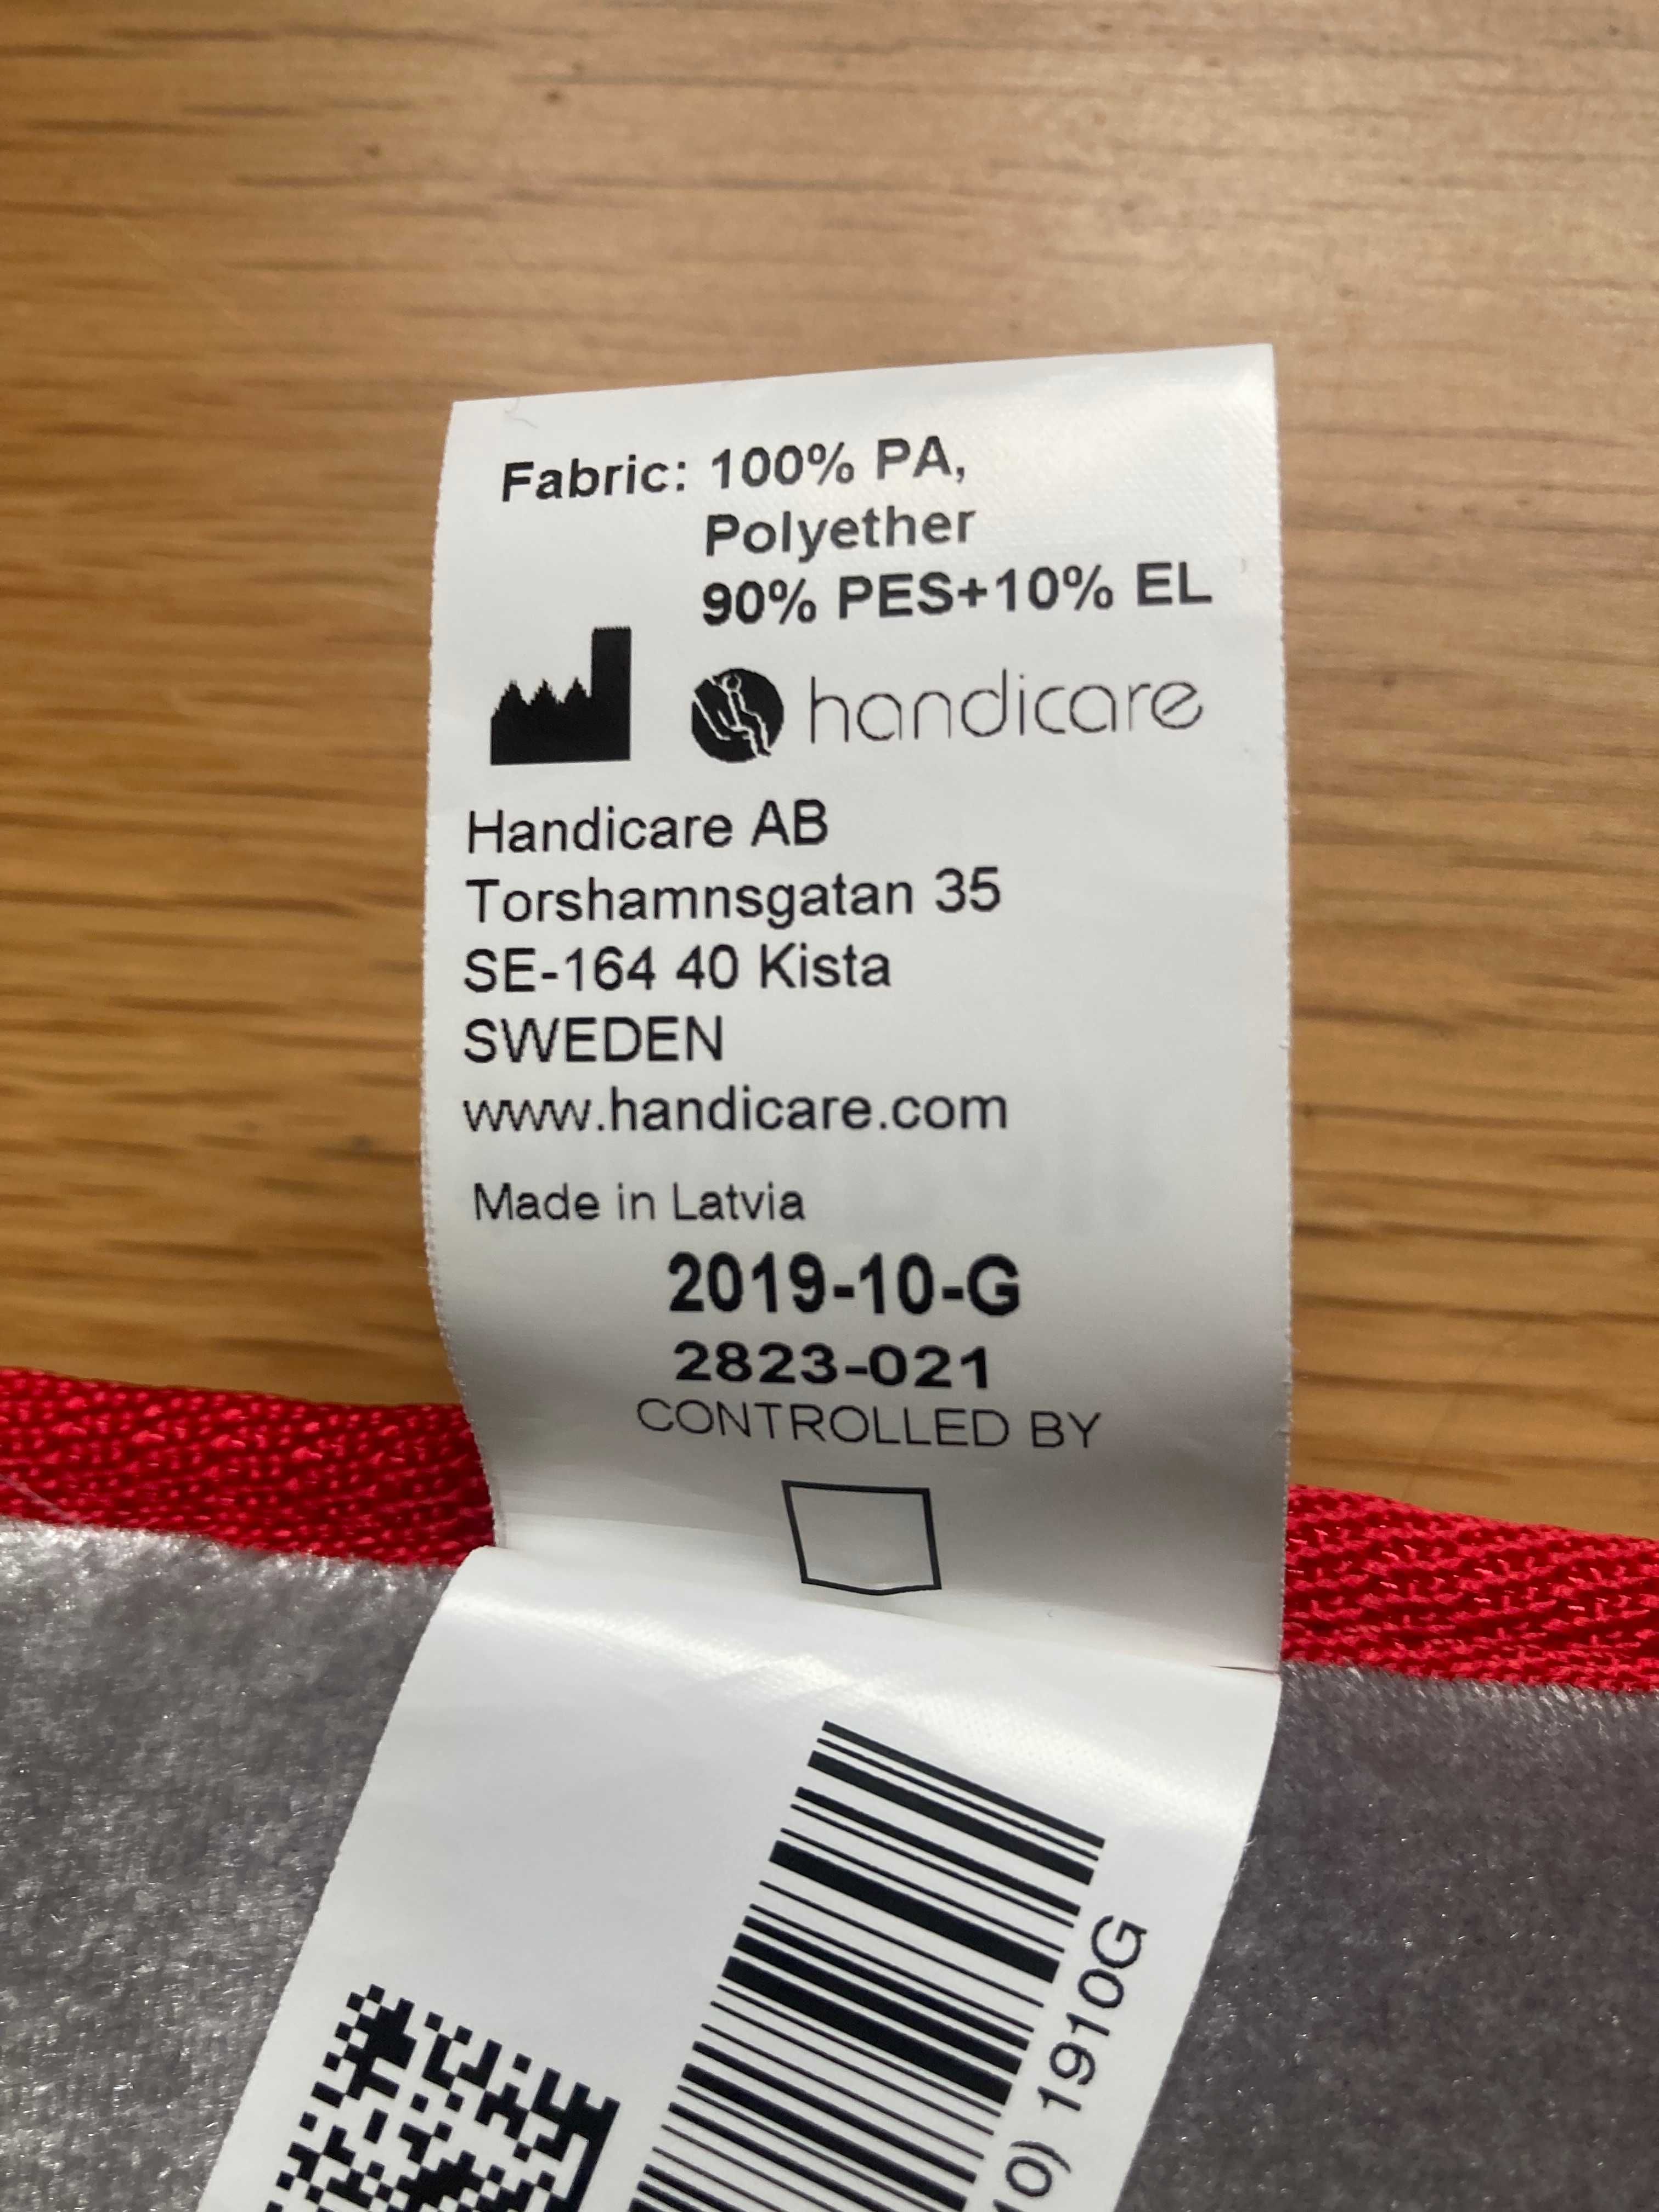 Fabric: 100% PA,
Polyether
90% PES+10% EL
handicare
Handicare AB
Torshamnsgatan 35
SE-164 40 Kista
SWEDEN
www.handicare.com
Made in Latvia
2019-10-G
2823-021
CONTROLLED BY
10) 1910G